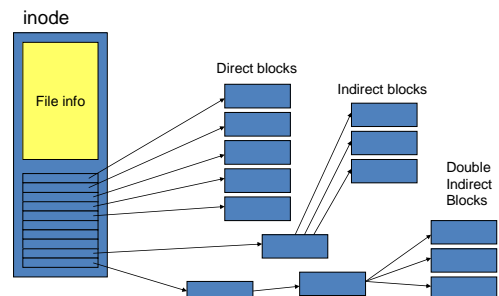 inode
File info
Direct blocks
Indirect blocks
Double
Indirect
Blocks